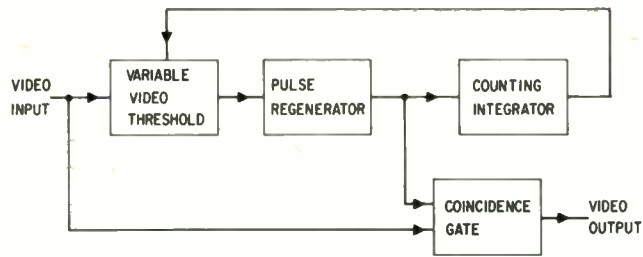 VIDEO
INPUT
VARIABLE
VIDEO
THRESHOLD
PULSE
REGENERATOR
COUNTING
INTEGRATOR
COINCIDENCE
GATE
VIDEO
OUTPUT